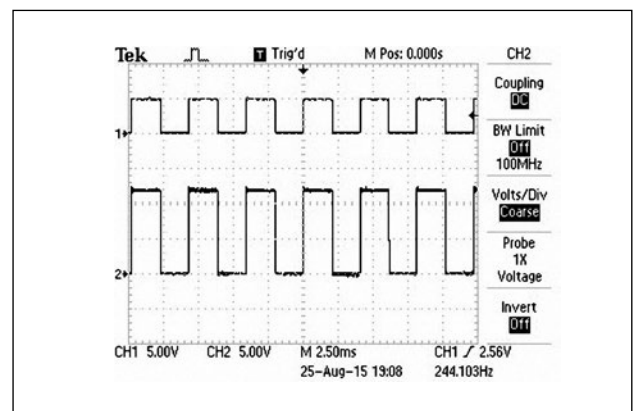 Tek T Trig'd M Pos: 0.000s CH2
Coupling
DC
BW Limit
Off
100MHz
Volts/Div
Coarse
Probe
1X
Voltage
Invert
Off
1
2
CH1 5.00V CH2 5.00V M 2.50ms CH1 2.56V
25-Aug-15 19:08 244.103Hz